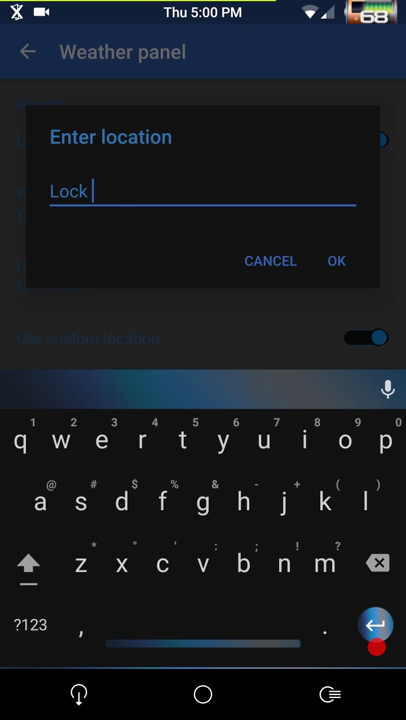 Thu 5:00 PM
68
Weather panel
Enter location
Lock
CANCEL OK
Use custom location
1 2 3 4 5 6 7 8 9 0
q w e r t y u i o p
@ # $ % & - + ( )
a s d f g h j k l
* " ' : ; ! ?
z x c v b n m
?123 , .